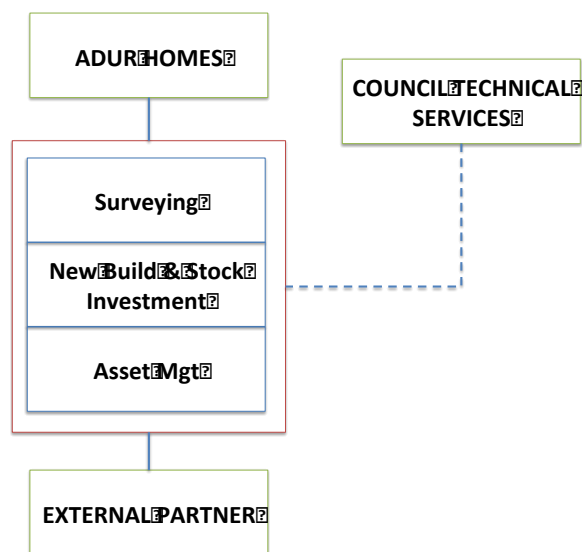 ADUR HOMES
COUNCIL TECHNICAL
SERVICES
Surveying
New Build & Stock
Investment
Asset Mgt
EXTERNAL PARTNER